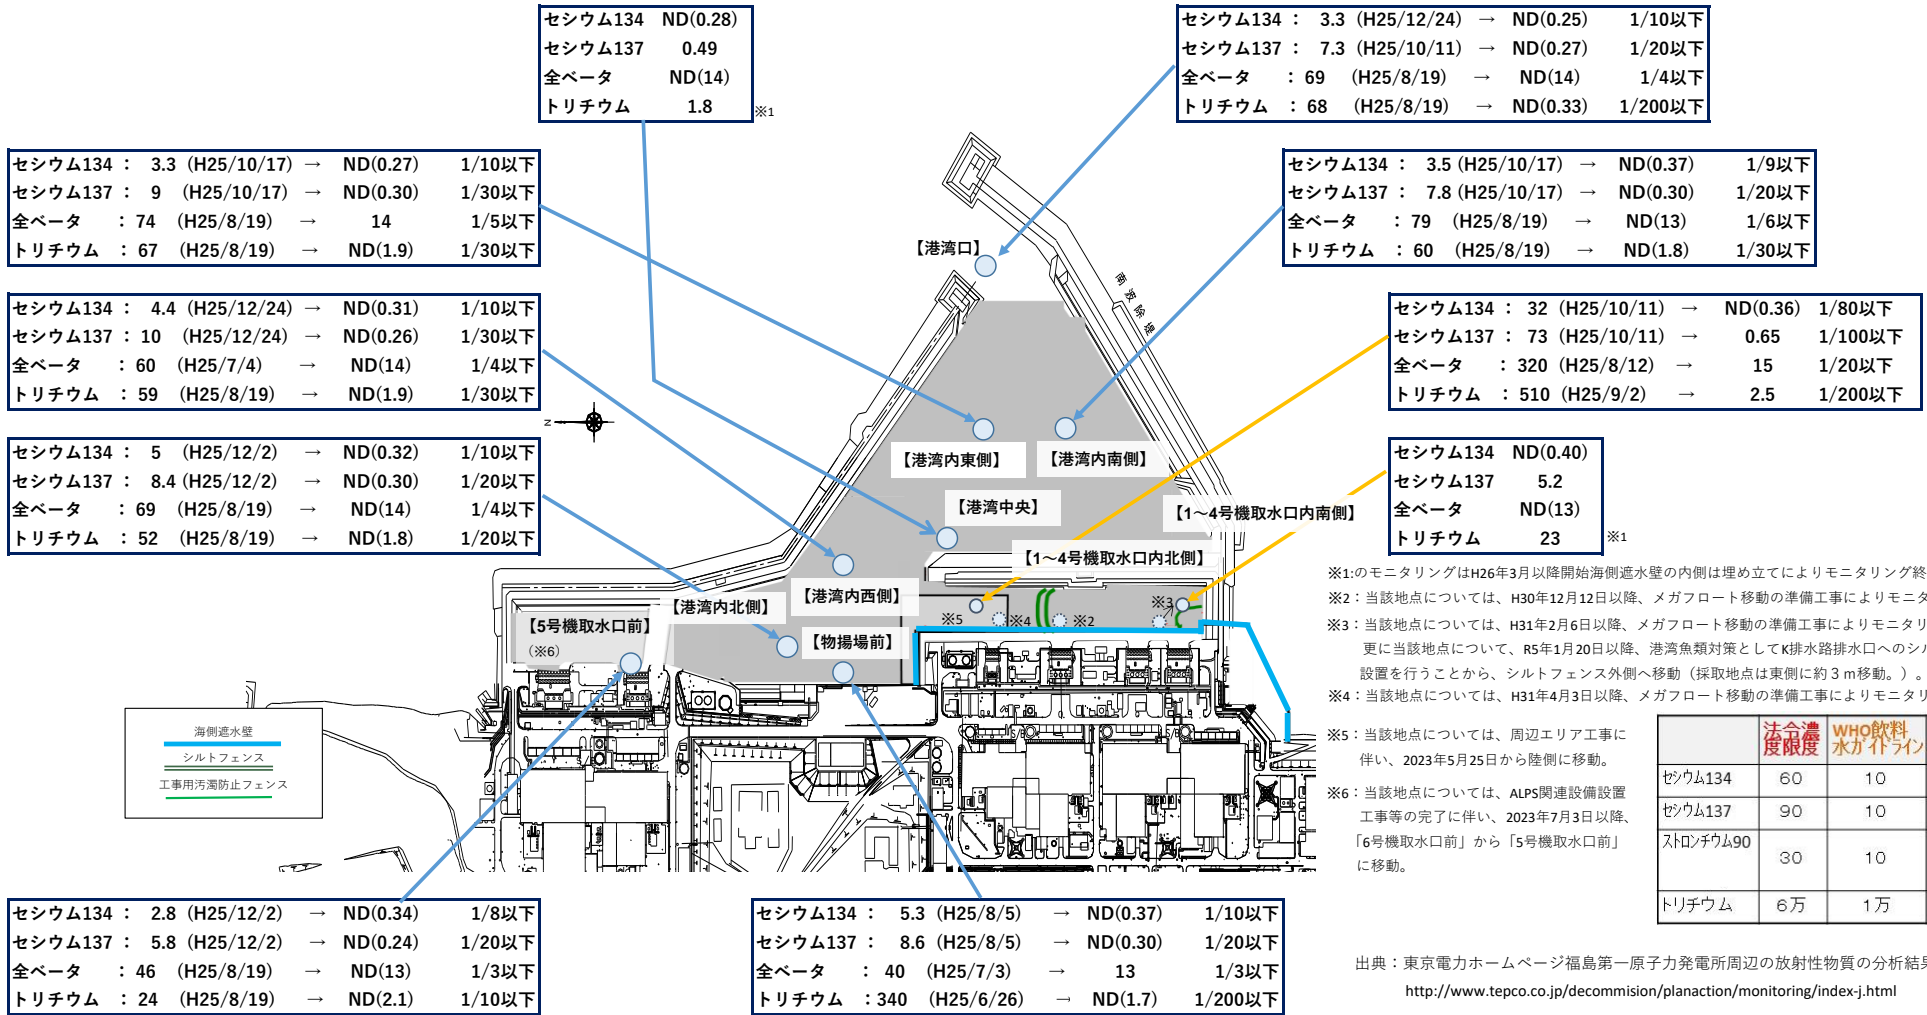 セシウム134 ND(0.28)
セシウム137 0.49
全ベータ ND(14)
トリチウム 1.8
※1
セシウム134 : 3.3 (H25/12/24) → ND(0.25) 1/10以下
セシウム137 : 7.3 (H25/10/11) → ND(0.27) 1/20以下
全ベータ : 69 (H25/8/19) → ND(14) 1/4以下
トリチウム : 68 (H25/8/19) → ND(0.33) 1/200以下
セシウム134 : 3.3 (H25/10/17) → ND(0.27) 1/10以下
セシウム137 : 9 (H25/10/17) → ND(0.30) 1/30以下
全ベータ : 74 (H25/8/19) → 14 1/5以下
トリチウム : 67 (H25/8/19) → ND(1.9) 1/30以下
セシウム134 : 3.5 (H25/10/17) → ND(0.37) 1/9以下
セシウム137 : 7.8 (H25/10/17) → ND(0.30) 1/20以下
全ベータ : 79 (H25/8/19) → ND(13) 1/6以下
トリチウム : 60 (H25/8/19) → ND(1.8) 1/30以下
セシウム134 : 4.4 (H25/12/24) → ND(0.31) 1/10以下
セシウム137 : 10 (H25/12/24) → ND(0.26) 1/30以下
全ベータ : 60 (H25/7/4) → ND(14) 1/4以下
トリチウム : 59 (H25/8/19) → ND(1.9) 1/30以下
セシウム134 : 32 (H25/10/11) → ND(0.36) 1/80以下
セシウム137 : 73 (H25/10/11) → 0.65 1/100以下
全ベータ : 320 (H25/8/12) → 15 1/20以下
トリチウム : 510 (H25/9/2) → 2.5 1/200以下
セシウム134 : 5 (H25/12/2) → ND(0.32) 1/10以下
セシウム137 : 8.4 (H25/12/2) → ND(0.30) 1/20以下
全ベータ : 69 (H25/8/19) → ND(14) 1/4以下
トリチウム : 52 (H25/8/19) → ND(1.8) 1/20以下
セシウム134 ND(0.40)
セシウム137 5.2
全ベータ ND(13)
トリチウム 23
※1
【港湾口】
南波除堤
N
【港湾内東側】
【港湾内南側】
【港湾中央】
【1～4号機取水口内南側】
【1～4号機取水口内北側】
【港湾内西側】
【港湾内北側】
【5号機取水口前】
(※6)
【物揚場前】
※5
※4
※2
※3
※1:のモニタリングはH26年3月以降開始海側遮水壁の内側は埋め立てによりモニタリング終
※2：当該地点については、H30年12月12日以降、メガフロート移動の準備工事によりモニタ
※3：当該地点については、H31年2月6日以降、メガフロート移動の準備工事によりモニタリ
更に当該地点について、R5年1月20日以降、港湾魚類対策としてK排水路排水口へのシル
設置を行うことから、シルトフェンス外側へ移動（採取地点は東側に約３ｍ移動。）。
※4：当該地点については、H31年4月3日以降、メガフロート移動の準備工事によりモニタリ
※5：当該地点については、周辺エリア工事に
伴い、2023年5月25日から陸側に移動。
※6：当該地点については、ALPS関連設備設置
工事等の完了に伴い、2023年7月3日以降、
「6号機取水口前」から「5号機取水口前」
に移動。
海側遮水壁
シルトフェンス
工事用汚濁防止フェンス
S/B
S/B
法令濃度限度 WHO飲料水ガイドライン
セシウム134 60 10
セシウム137 90 10
ストロンチウム90 30 10
トリチウム 6万 1万
セシウム134 : 2.8 (H25/12/2) → ND(0.34) 1/8以下
セシウム137 : 5.8 (H25/12/2) → ND(0.24) 1/20以下
全ベータ : 46 (H25/8/19) → ND(13) 1/3以下
トリチウム : 24 (H25/8/19) → ND(2.1) 1/10以下
セシウム134 : 5.3 (H25/8/5) → ND(0.37) 1/10以下
セシウム137 : 8.6 (H25/8/5) → ND(0.30) 1/20以下
全ベータ : 40 (H25/7/3) → 13 1/3以下
トリチウム : 340 (H25/6/26) → ND(1.7) 1/200以下
出典：東京電力ホームページ福島第一原子力発電所周辺の放射性物質の分析結果
http://www.tepco.co.jp/decommision/planaction/monitoring/index-j.html